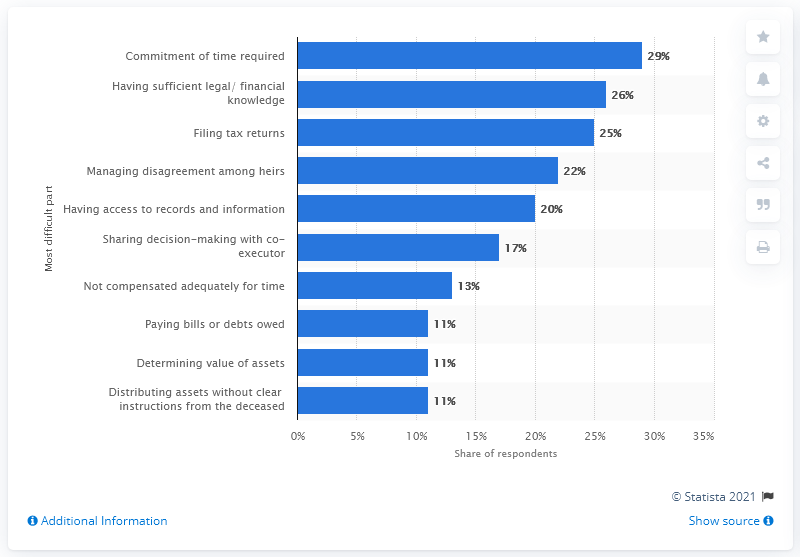 Most difficult part
Commitment of time required
29%
Having sufficient legal/ financial
knowledge
26%
Filing tax returns
25%
Managing disagreement among heirs
22%
Having access to records and information
20%
Sharing decision-making with co-
executor
17%
Not compensated adequately for time
13%
Paying bills or debts owed
11%
Determining value of assets
11%
Distributing assets without clear
instructions from the deceased
11%
0% 5% 10% 15% 20% 25% 30% 35%
Share of respondents
© Statista 2021
Additional Information
Show source